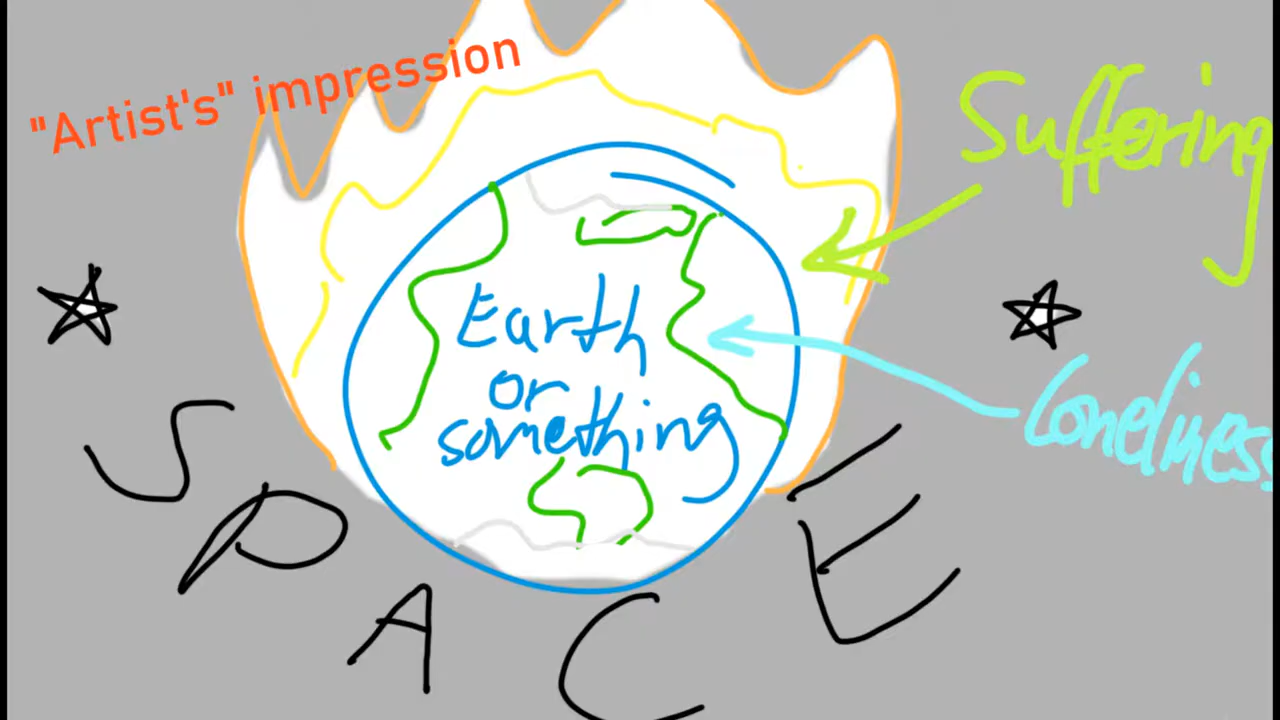 "Artist's" impression
Suffering
Earth
or
something
Loneliness
SPACE